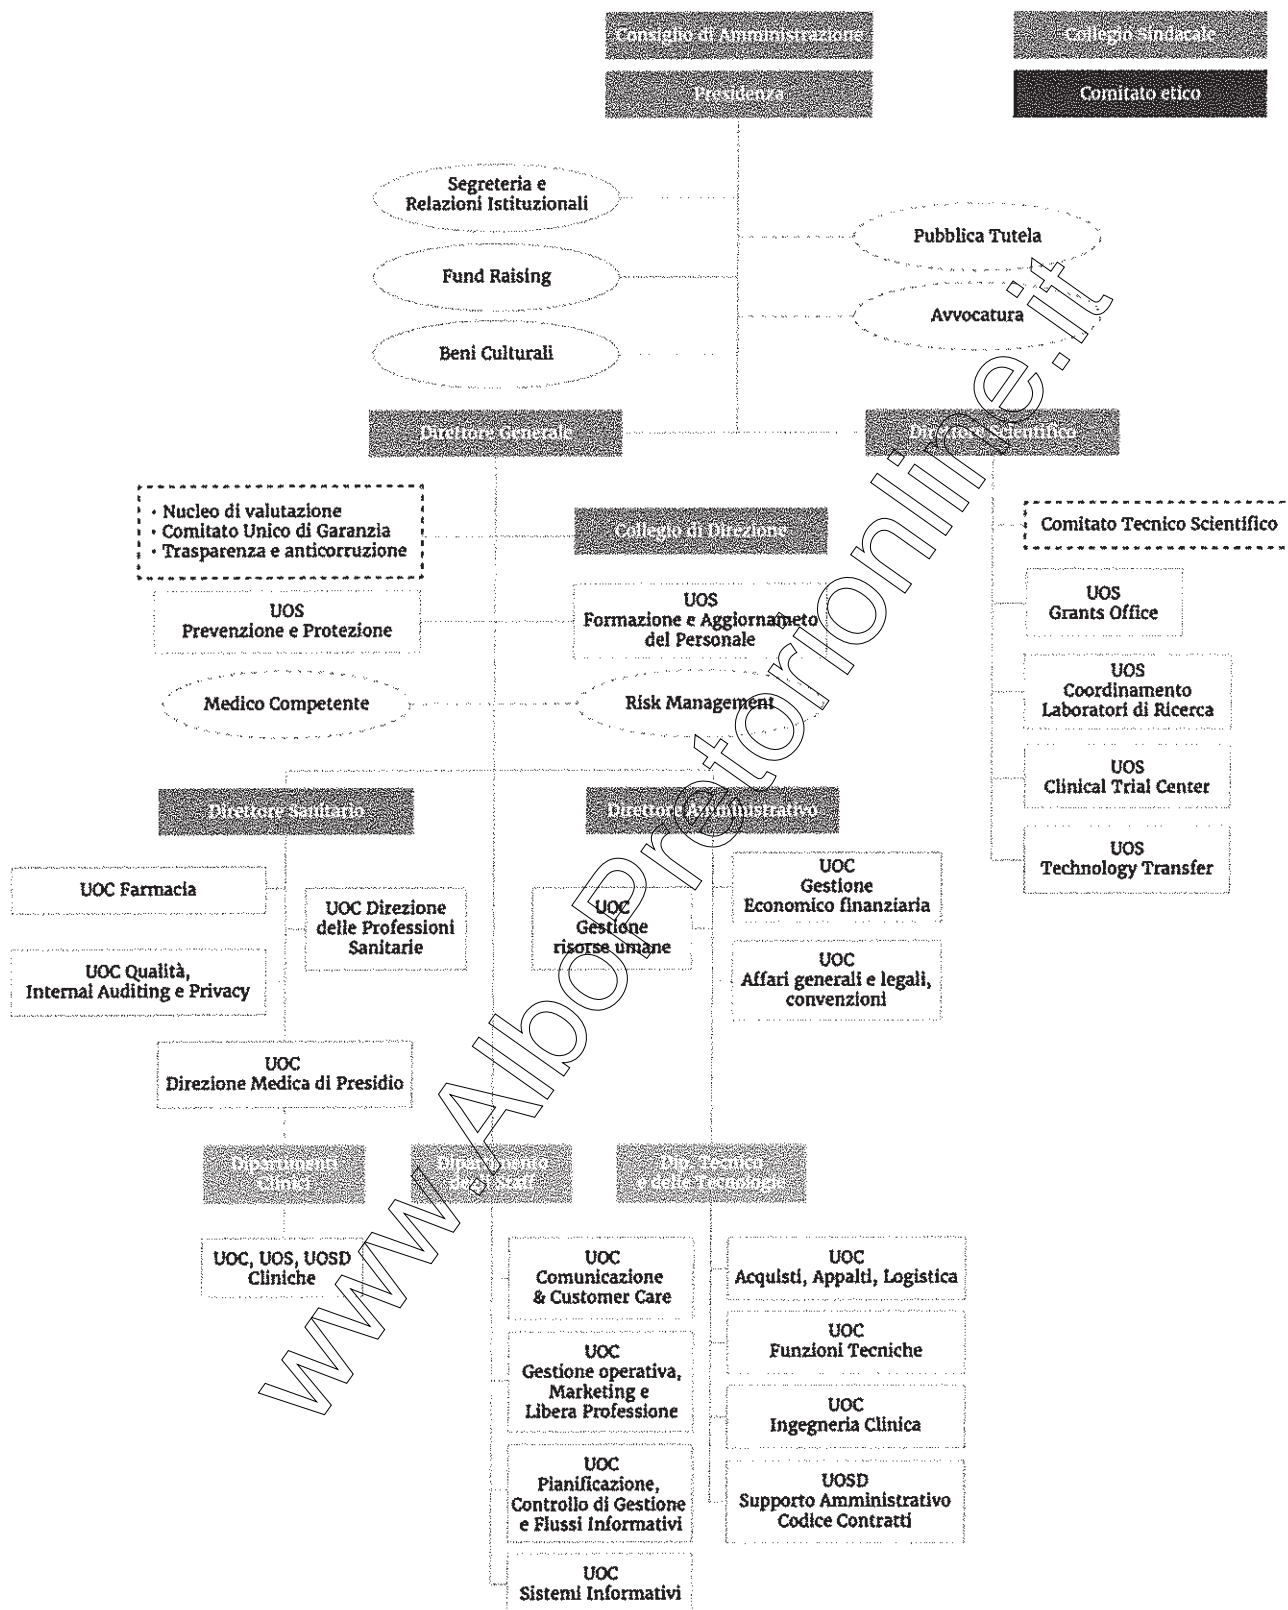 Consiglio di Amministrazione
Collegio Sindacale
Presidenza
Comitato etico
Segreteria e
Relazioni Istituzionali
Pubblica Tutela
Fund Raising
Avvocatura
Beni Culturali
Direttore Generale
Direttore Scientifico
• Nucleo di valutazione
• Comitato Unico di Garanzia
• Trasparenza e anticorruzione
Collegio di Direzione
Comitato Tecnico Scientifico
UOS
Prevenzione e Protezione
UOS
Formazione e Aggiornameto
del Personale
UOS
Grants Office
UOS
Coordinamento
Laboratori di Ricerca
Medico Competente
Risk Management
UOS
Clinical Trial Center
Direttore Sanitario
Direttore Amministrativo
UOS
Technology Transfer
UOC Farmacia
UOC Direzione
delle Professioni
Sanitarie
UOC
Gestione
risorse umane
UOC
Gestione
Economico finanziaria
UOC Qualità,
Internal Auditing e Privacy
UOC
Affari generali e legali,
convenzioni
UOC
Direzione Medica di Presidio
Dipartimenti
Clinici
Dipartimento
degli Staff
Dip. Tecnico
e delle Tecnologie
UOC, UOS, UOSD
Cliniche
UOC
Comunicazione
& Customer Care
UOC
Acquisti, Appalti, Logistica
UOC
Gestione operativa,
Marketing e
Libera Professione
UOC
Funzioni Tecniche
UOC
Ingegneria Clinica
UOC
Pianificazione,
Controllo di Gestione
e Flussi Informativi
UOSD
Supporto Amministrativo
Codice Contratti
UOC
Sistemi Informativi
www.AlboPretorionline.it